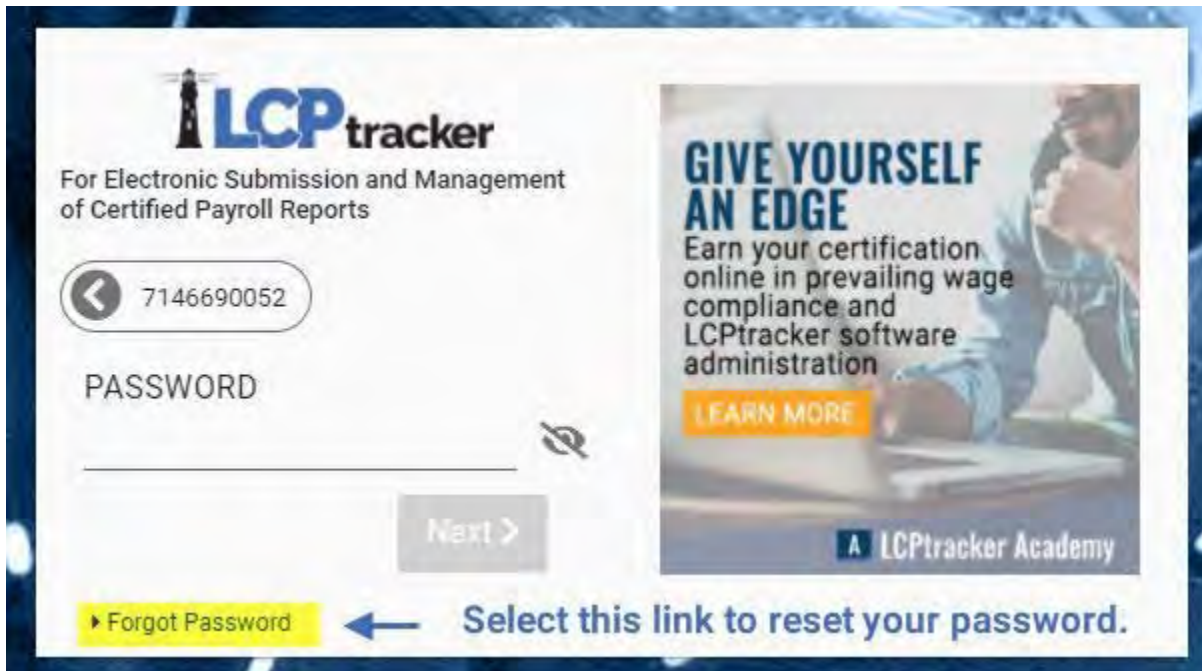 LCPtracker
For Electronic Submission and Management
of Certified Payroll Reports
7146690052
PASSWORD
Next
Forgot Password
Select this link to reset your password.
GIVE YOURSELF
AN EDGE
Earn your certification
online in prevailing wage
compliance and
LCPtracker software
administration
LEARN MORE
A LCPtracker Academy